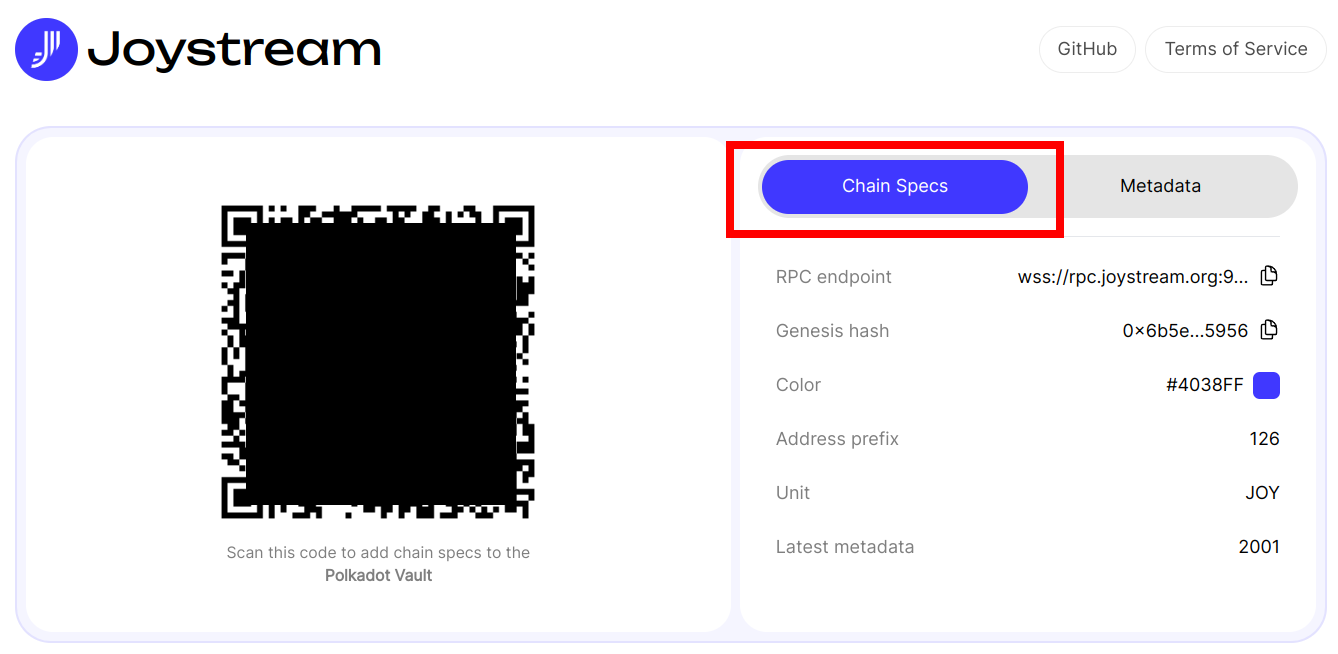 Joystream
GitHub
Terms of Service
Scan this code to add chain specs to the
Polkadot Vault
Chain Specs
Metadata
RPC endpoint wss://rpc.joystream.org:9...
Genesis hash 0×6b5e...5956
Color #4038FF
Address prefix 126
Unit JOY
Latest metadata 2001